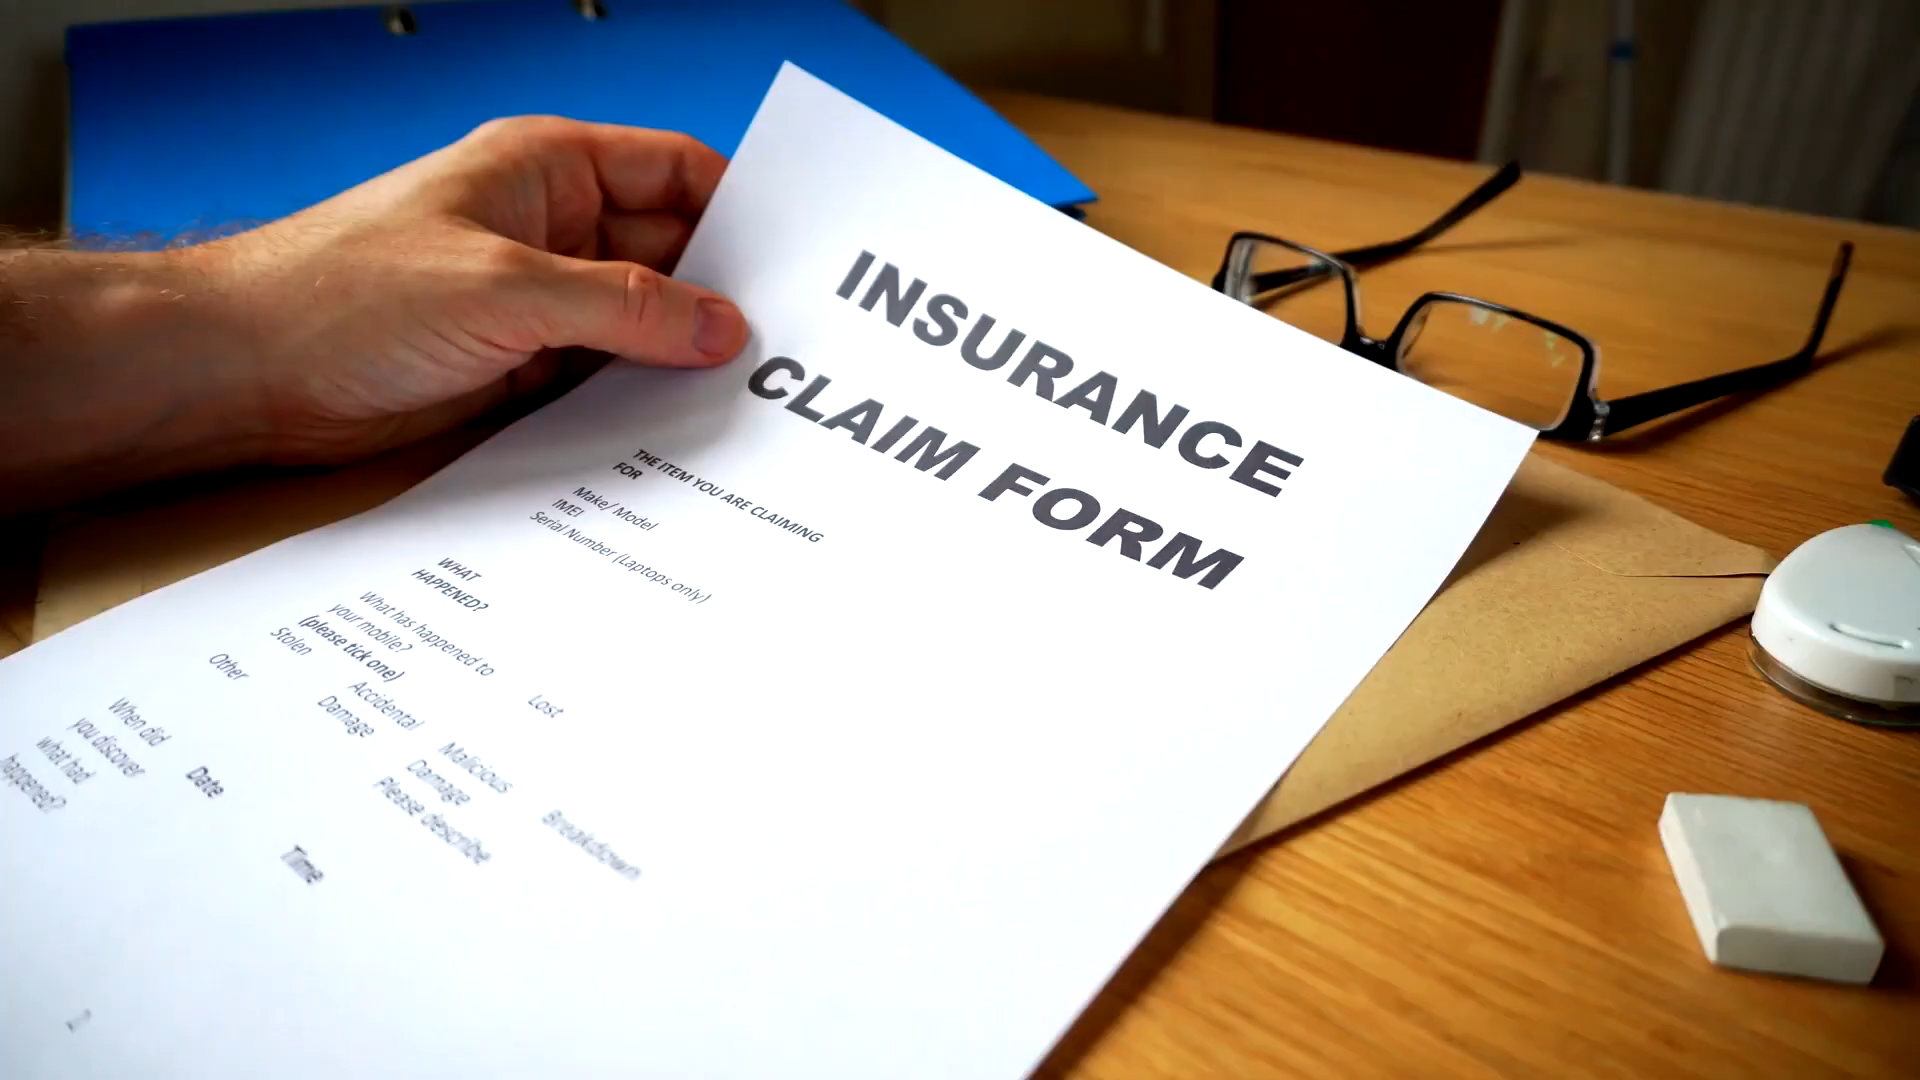 INSURANCE
CLAIM FORM
THE ITEM YOU ARE CLAIMING
FOR
Make/ Model
IMEI
Serial Number (Laptops only)
WHAT
HAPPENED?
What has happened to
your mobile?
(please tick one)
Stolen
Lost
Accidental
Damage
Malicious
Damage
Breakdown
Other
Please describe
When did
you discover
what had
happened?
Date
Time